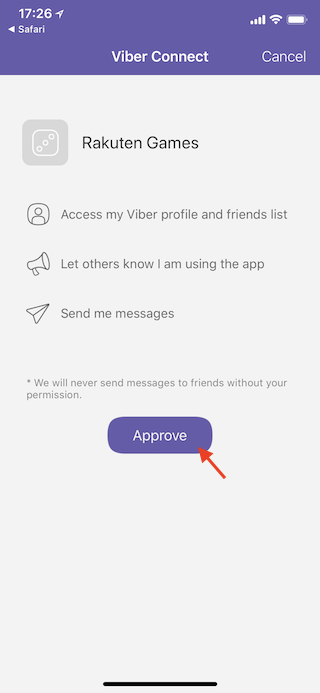 17:26
Safari
Viber Connect
Cancel
Rakuten Games
Access my Viber profile and friends list
Let others know I am using the app
Send me messages
* We will never send messages to friends without your
permission.
Approve